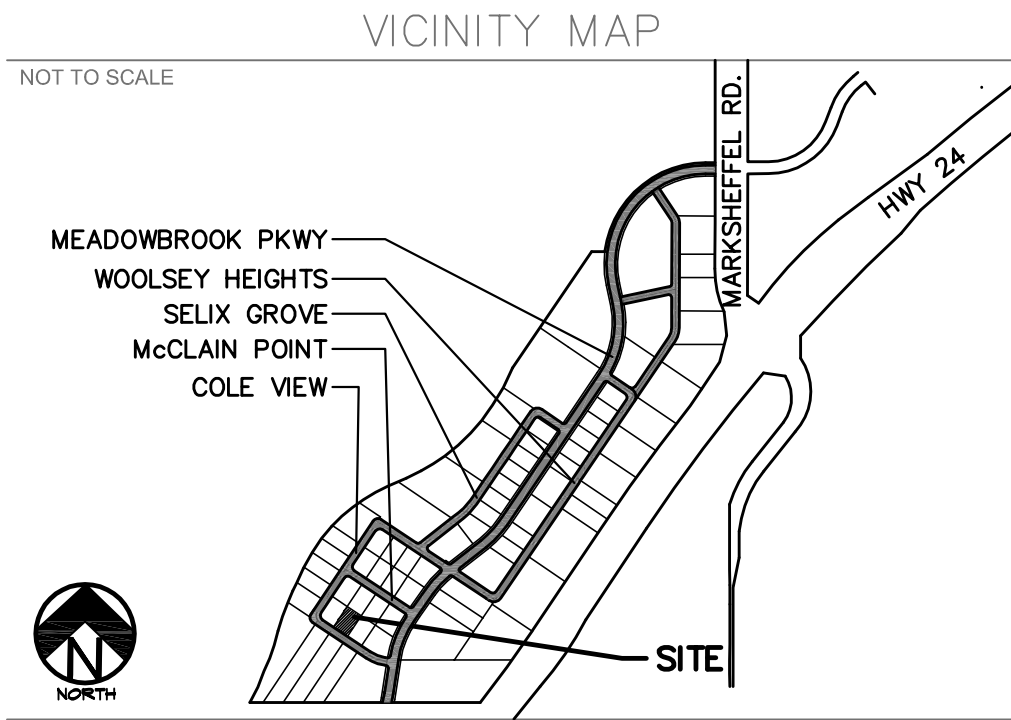 VICINITY MAP
NOT TO SCALE
MARKSHEFFEL RD.
HWY 24
MEADOWBROOK PKWY
WOOLSEY HEIGHTS
SELIX GROVE
McCLAIN POINT
COLE VIEW
SITE
N
NORTH